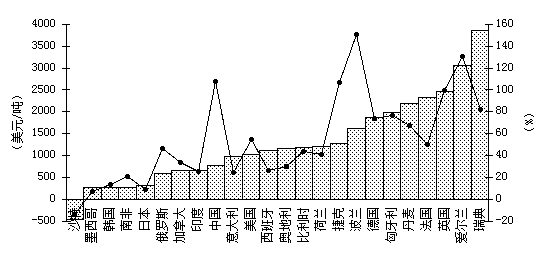 4000
3500
3000
2500
2000
1500
1000
500
0
−500
(美元/吨)
160
140
120
100
80
60
40
20
0
−20
(%)
墨西哥
韩国
南非
日本
俄罗斯
加拿大
印度
中国
意大利
美国
西班牙
奥地利
比利时
荷兰
捷克
波兰
德国
匈牙利
丹麦
法国
英国
爱尔兰
瑞典